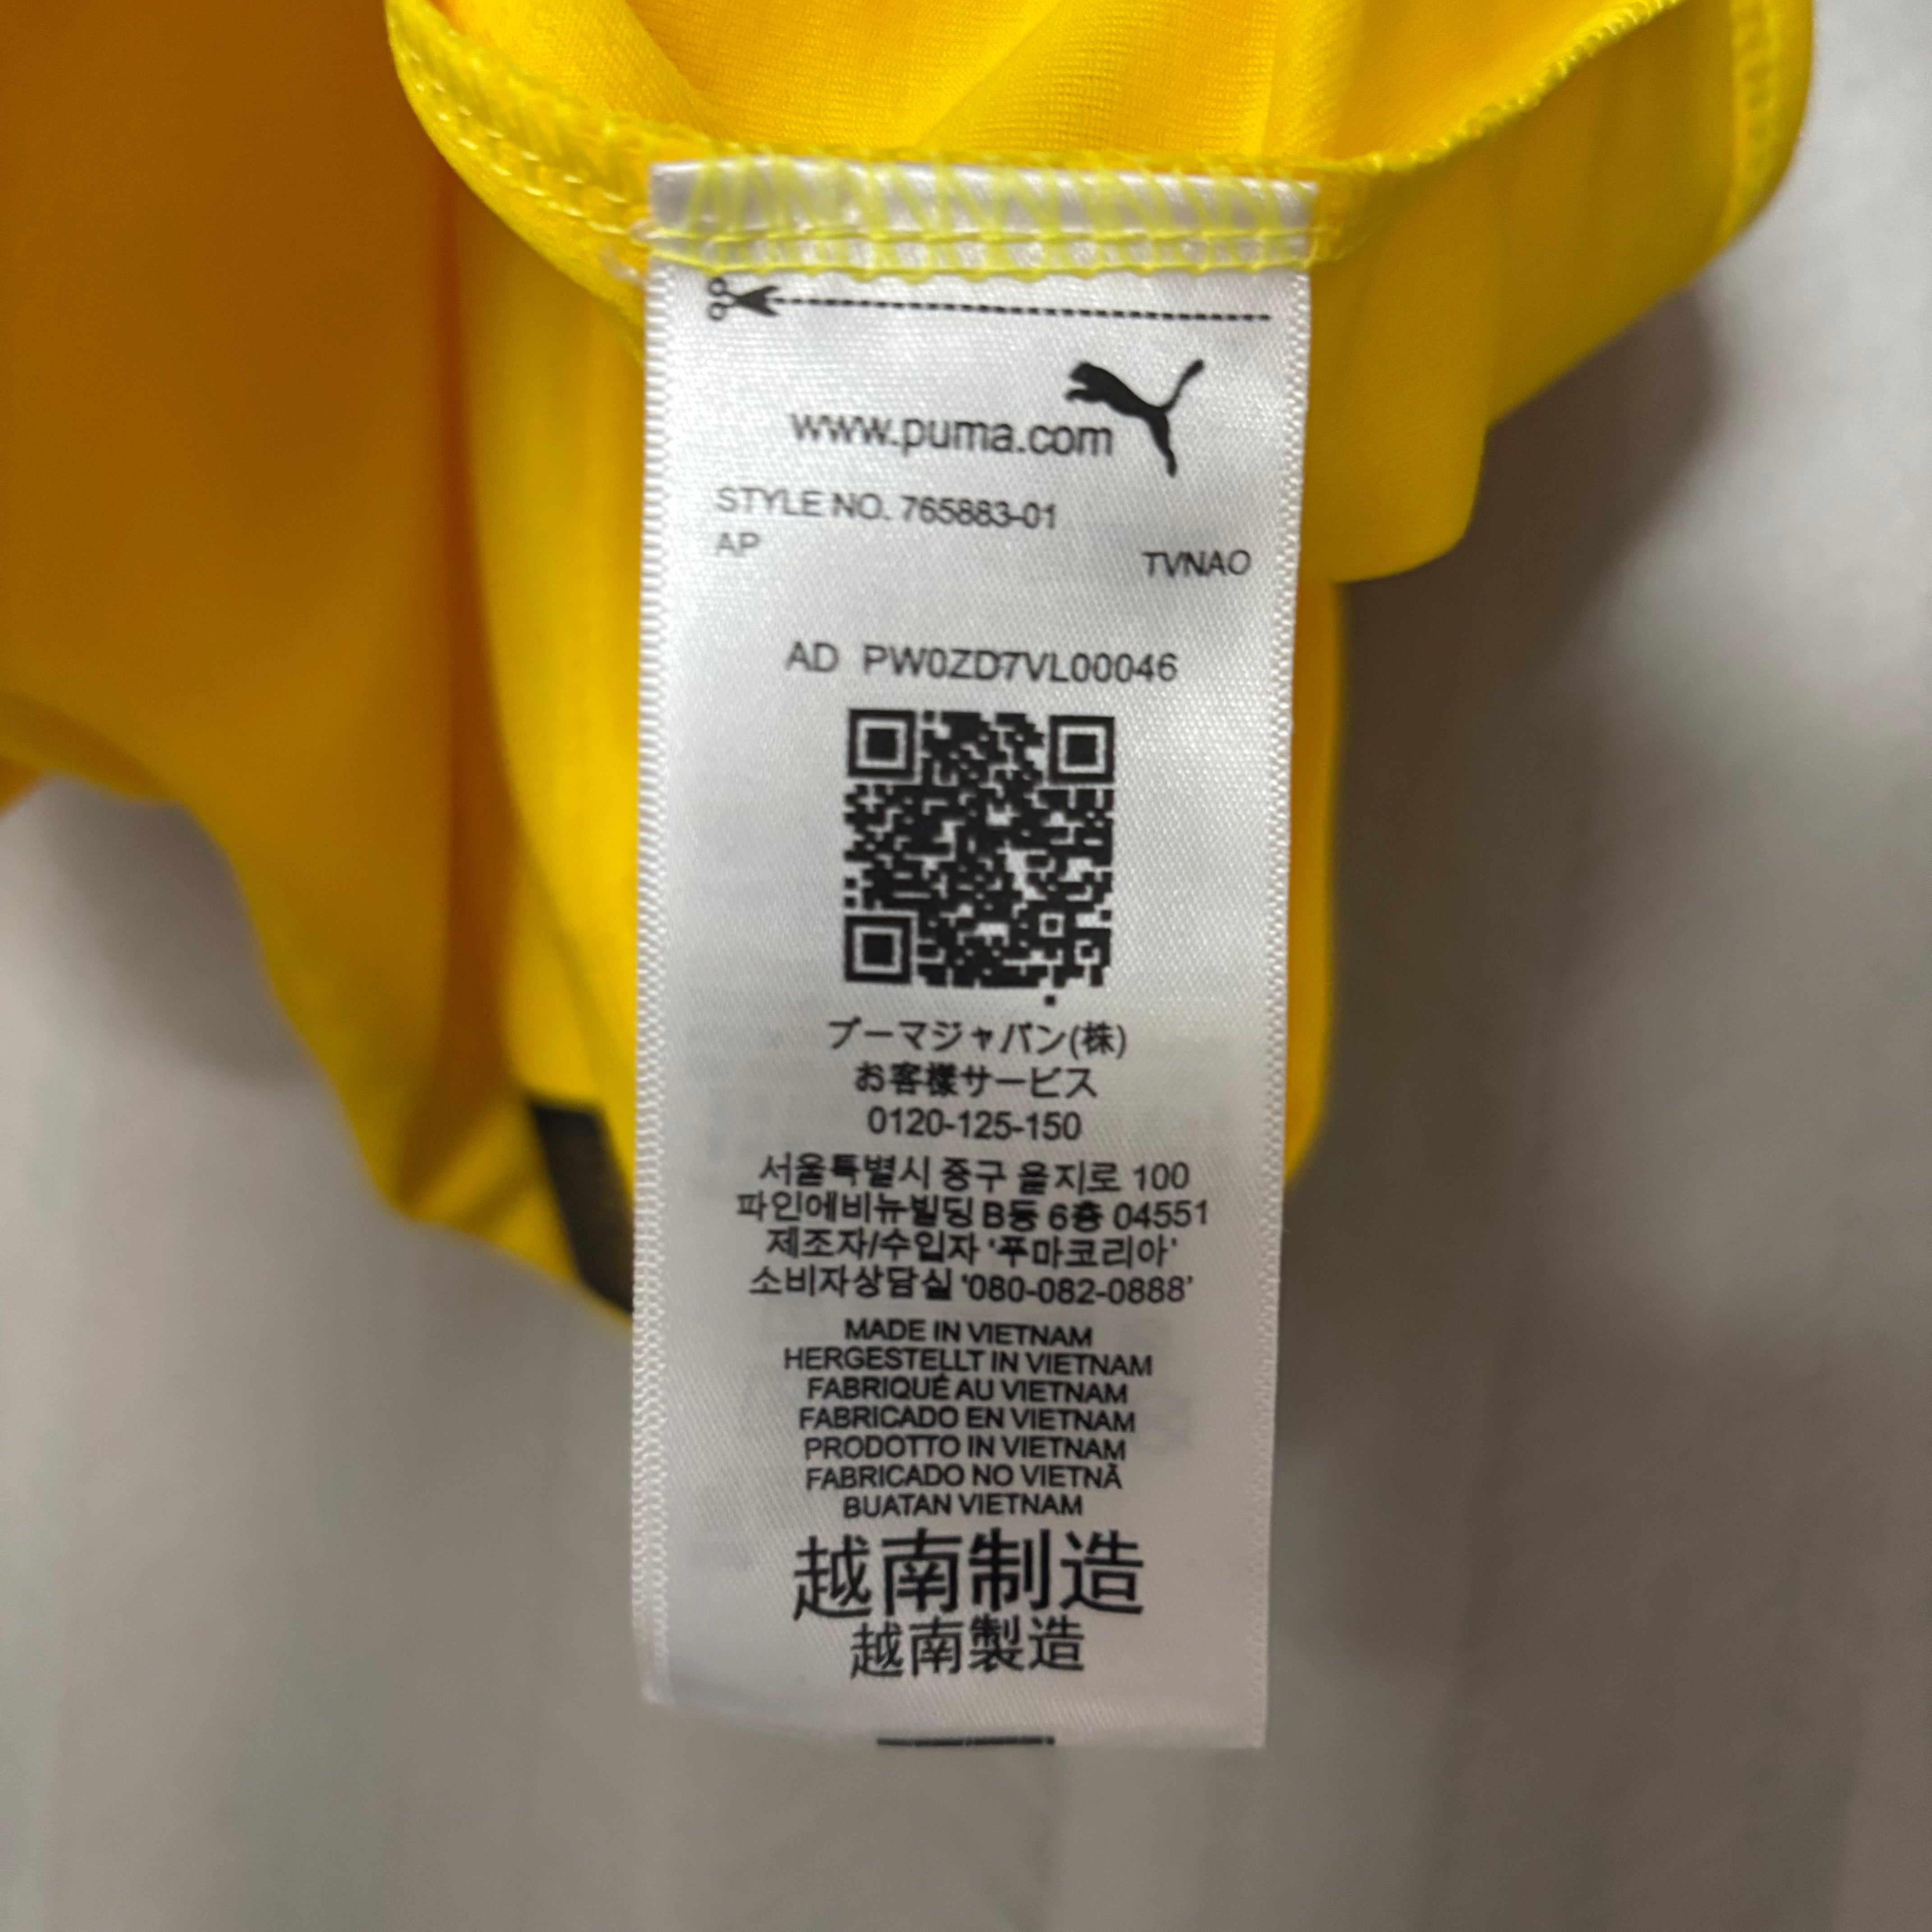 www.puma.com
STYLE NO. 765883-01
AP
TVNAO
AD PW0ZD7VL00046
プーマジャパン(株)
お客様サービス
0120-125-150
서울특별시 중구 을지로 100
파인에비뉴빌딩 B동 6층 04551
제조자/수입자 '푸마코리아'
소비자상담실 '080-082-0888'
MADE IN VIETNAM
HERGESTELLT IN VIETNAM
FABRIQUÉ AU VIETNAM
FABRICADO EN VIETNAM
PRODOTTO IN VIETNAM
FABRICADO NO VIETNÃ
BUATAN VIETNAM
越南制造
越南製造